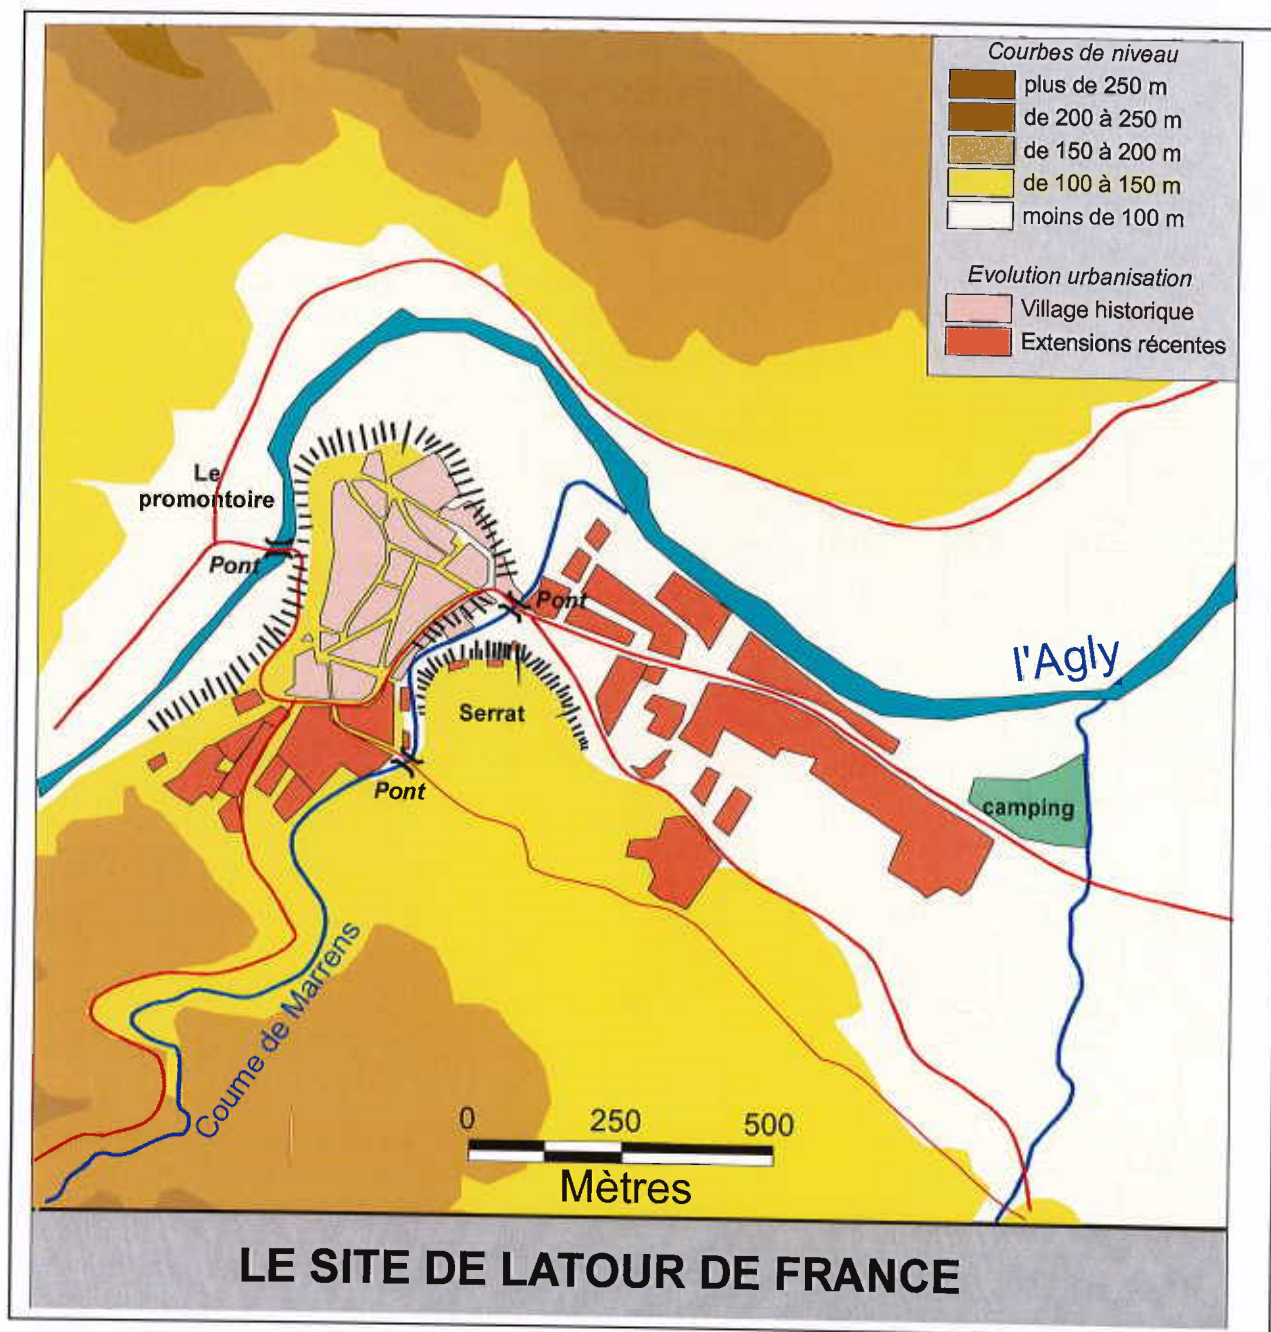 Courbes de niveau
plus de 250 m
de 200 à 250 m
de 150 à 200 m
de 100 à 150 m
moins de 100 m
Evolution urbanisation
Village historique
Extensions récentes
Le
promontoire
Pont
Pont
l'Agly
Serrat
Pont
camping
Coume de Marrens
0 250 500
Mètres
LE SITE DE LATOUR DE FRANCE